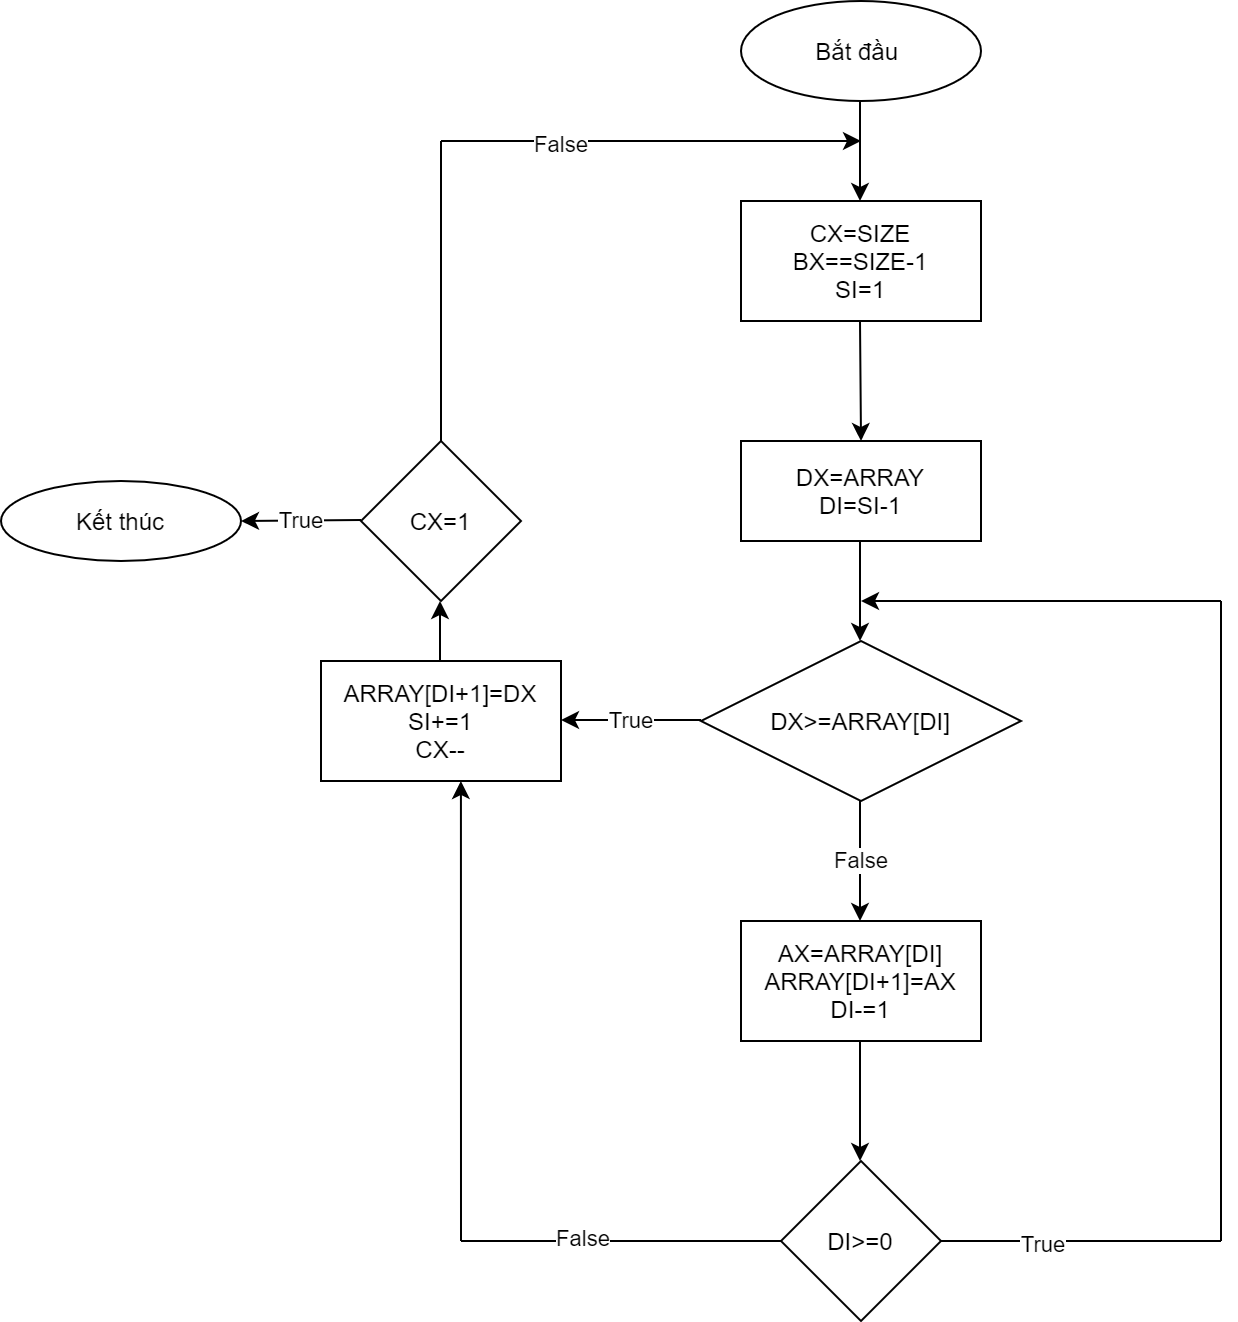 Bắt đầu
False
CX=SIZE
BX==SIZE-1
SI=1
DX=ARRAY
DI=SI-1
CX=1
True
Kết thúc
DX>=ARRAY[DI]
True
ARRAY[DI+1]=DX
SI+=1
CX--
False
AX=ARRAY[DI]
ARRAY[DI+1]=AX
DI-=1
DI>=0
False
True